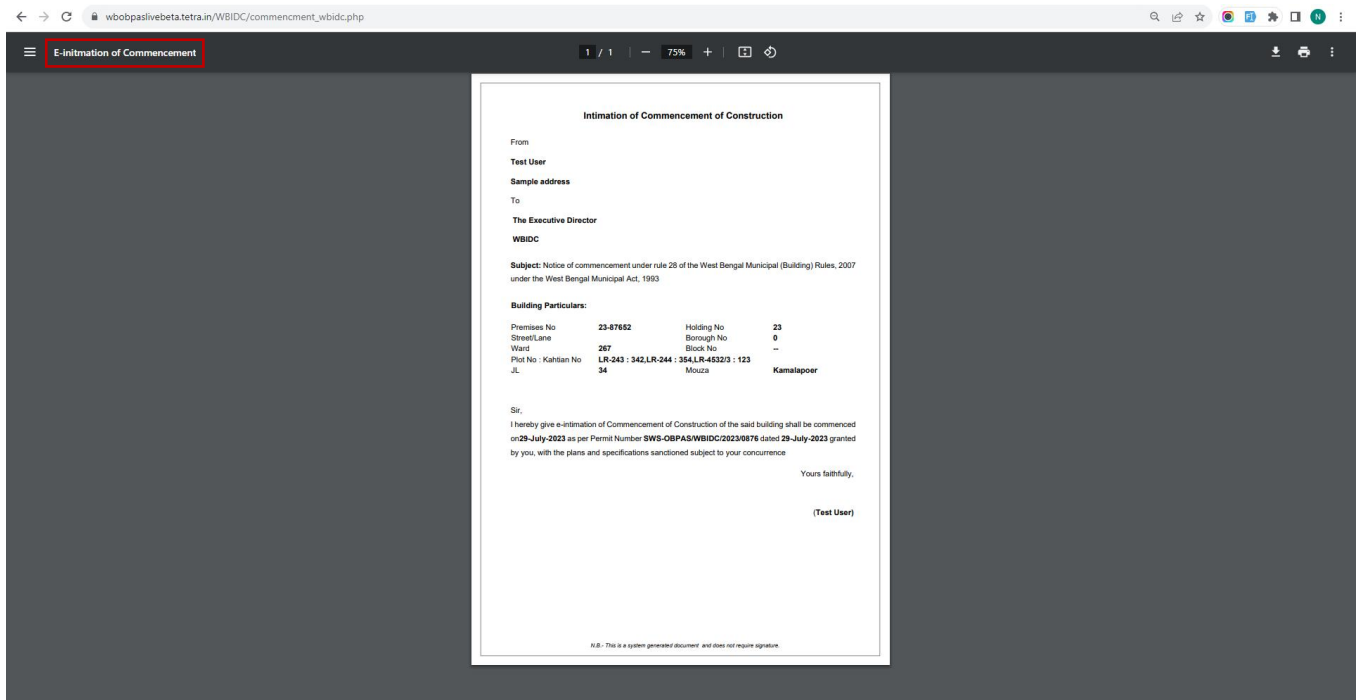 wbobpaslivebeta.tetra.in/WBIDC/commencment_wbidc.php
N
E-initmation of Commencement
1 / 1
75%
Intimation of Commencement of Construction
From
Test User
Sample address
To
The Executive Director
WBIDC
Subject: Notice of commencement under rule 28 of the West Bengal Municipal (Building) Rules, 2007
under the West Bengal Municipal Act, 1993
Building Particulars:
Premises No 23-87652 Holding No 23
Street/Lane Borough No 0
Ward 267 Block No --
Plot No : Kahtian No LR-243 : 342,LR-244 : 354,LR-4532/3 : 123
JL 34 Mouza Kamalapoer
Sir,
I hereby give e-intimation of Commencement of Construction of the said building shall be commenced
on29-July-2023 as per Permit Number SWS-OBPAS/WBIDC/2023/0876 dated 29-July-2023 granted
by you, with the plans and specifications sanctioned subject to your concurrence
Yours faithfully,
(Test User)
N.B.- This is a system generated document and does not require signature.